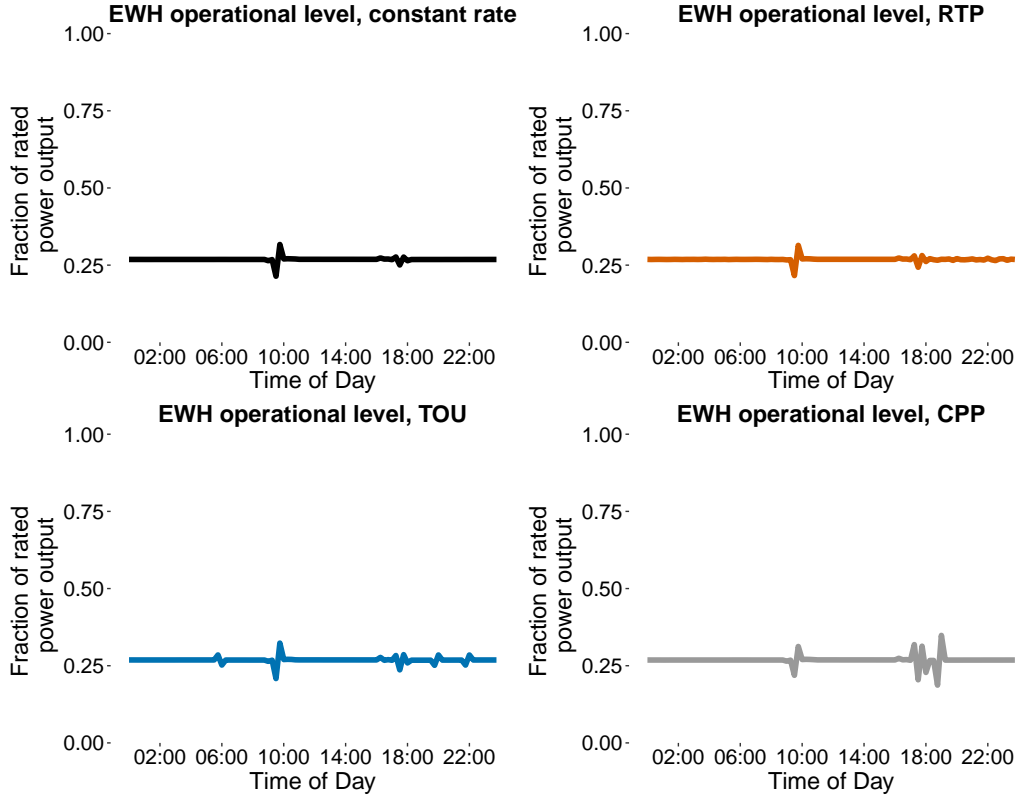 EWH operational level, constant rate
1.00
0.75
0.50
0.25
0.00
Fraction of rated
power output
02:00 06:00 10:00 14:00 18:00 22:00
Time of Day
EWH operational level, RTP
1.00
0.75
0.50
0.25
0.00
Fraction of rated
power output
02:00 06:00 10:00 14:00 18:00 22:00
Time of Day
EWH operational level, TOU
1.00
0.75
0.50
0.25
0.00
Fraction of rated
power output
02:00 06:00 10:00 14:00 18:00 22:00
Time of Day
EWH operational level, CPP
1.00
0.75
0.50
0.25
0.00
Fraction of rated
power output
02:00 06:00 10:00 14:00 18:00 22:00
Time of Day